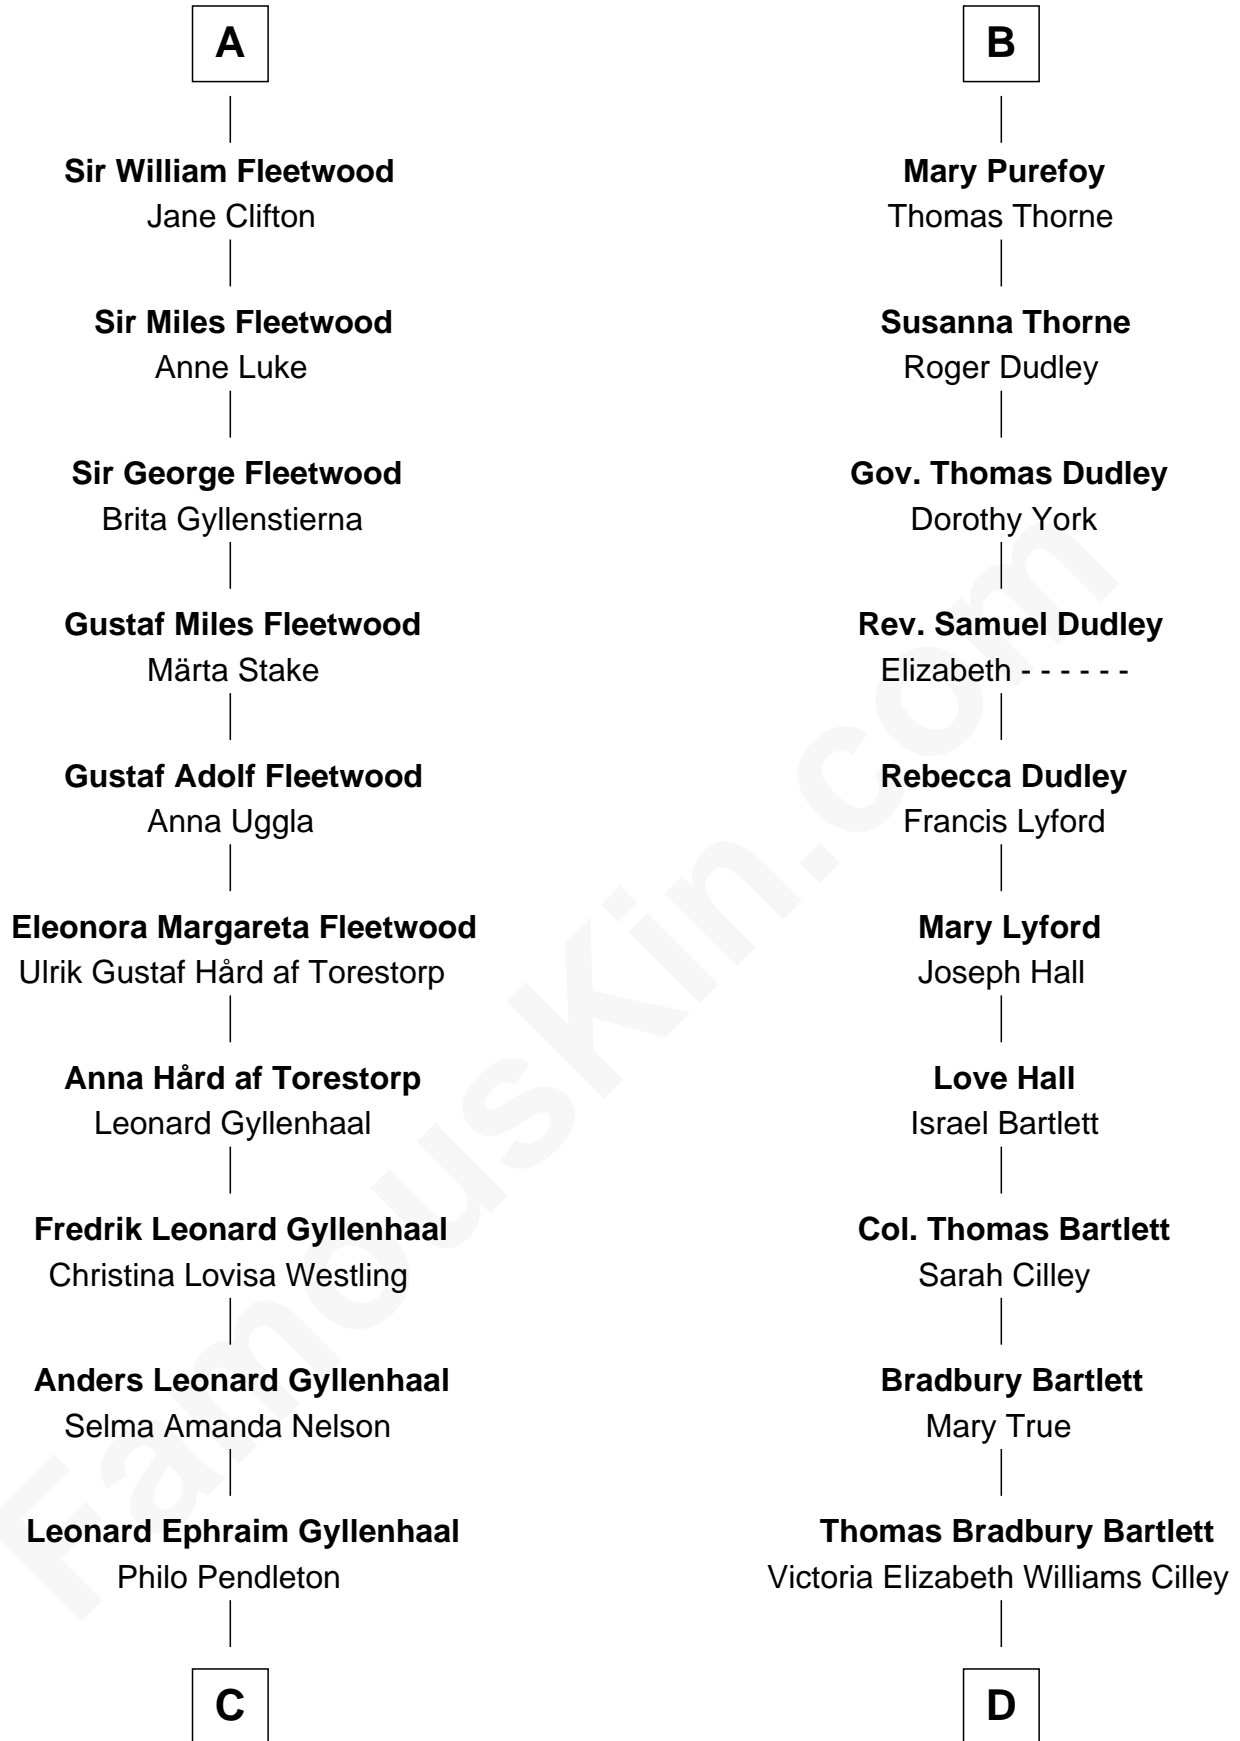 A
Sir William Fleetwood
Jane Clifton
Sir Miles Fleetwood
Anne Luke
Sir George Fleetwood
Brita Gyllenstierna
Gustaf Miles Fleetwood
Märta Stake
Gustaf Adolf Fleetwood
Anna Uggla
Eleonora Margareta Fleetwood
Ulrik Gustaf Hård af Torestorp
Anna Hård af Torestorp
Leonard Gyllenhaal
Fredrik Leonard Gyllenhaal
Christina Lovisa Westling
Anders Leonard Gyllenhaal
Selma Amanda Nelson
Leonard Ephraim Gyllenhaal
Philo Pendleton
C
B
Mary Purefoy
Thomas Thorne
Susanna Thorne
Roger Dudley
Gov. Thomas Dudley
Dorothy York
Rev. Samuel Dudley
Elizabeth - - - - - -
Rebecca Dudley
Francis Lyford
Mary Lyford
Joseph Hall
Love Hall
Israel Bartlett
Col. Thomas Bartlett
Sarah Cilley
Bradbury Bartlett
Mary True
Thomas Bradbury Bartlett
Victoria Elizabeth Williams Cilley
D
FamousKin.com